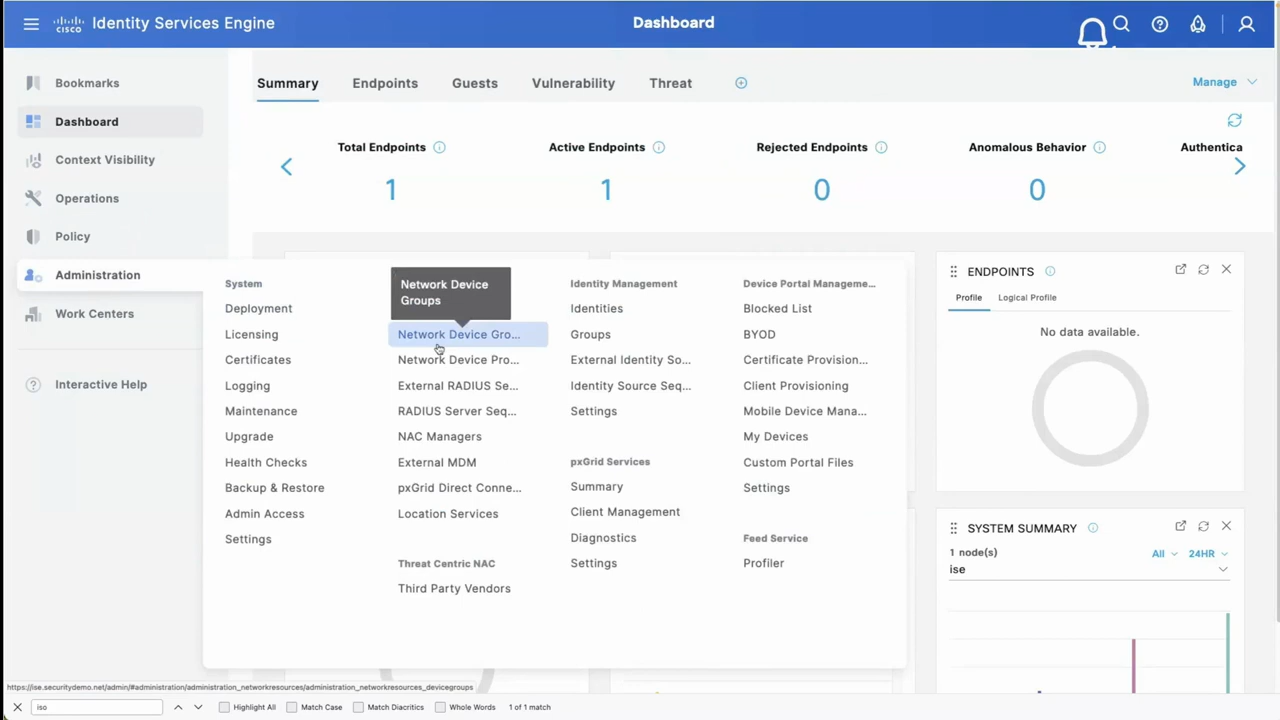 CISCO Identity Services Engine
Dashboard
Bookmarks
Dashboard
Context Visibility
Operations
Policy
Administration
Work Centers
Interactive Help
Summary Endpoints Guests Vulnerability Threat
Manage
Total Endpoints
1
Active Endpoints
1
Rejected Endpoints
0
Anomalous Behavior
0
Authentica
System
Deployment
Licensing
Certificates
Logging
Maintenance
Upgrade
Health Checks
Backup & Restore
Admin Access
Settings
Network Device
Groups
Network Device Gro...
Network Device Pro...
External RADIUS Se...
RADIUS Server Seq...
NAC Managers
External MDM
pxGrid Direct Conne...
Location Services
Threat Centric NAC
Third Party Vendors
Identity Management
Identities
Groups
External Identity So...
Identity Source Seq...
Settings
pxGrid Services
Summary
Client Management
Diagnostics
Settings
Device Portal Manageme...
Blocked List
BYOD
Certificate Provision...
Client Provisioning
Mobile Device Mana...
My Devices
Custom Portal Files
Settings
Feed Service
Profiler
ENDPOINTS
Profile Logical Profile
No data available.
SYSTEM SUMMARY
1 node(s)
All 24HR
ise
https://ise.securitydemo.net/admin/#administration/administration_networkresources/administration_networkresources_devicegroups
iso
Highlight All Match Case Match Diacritics Whole Words 1 of 1 match